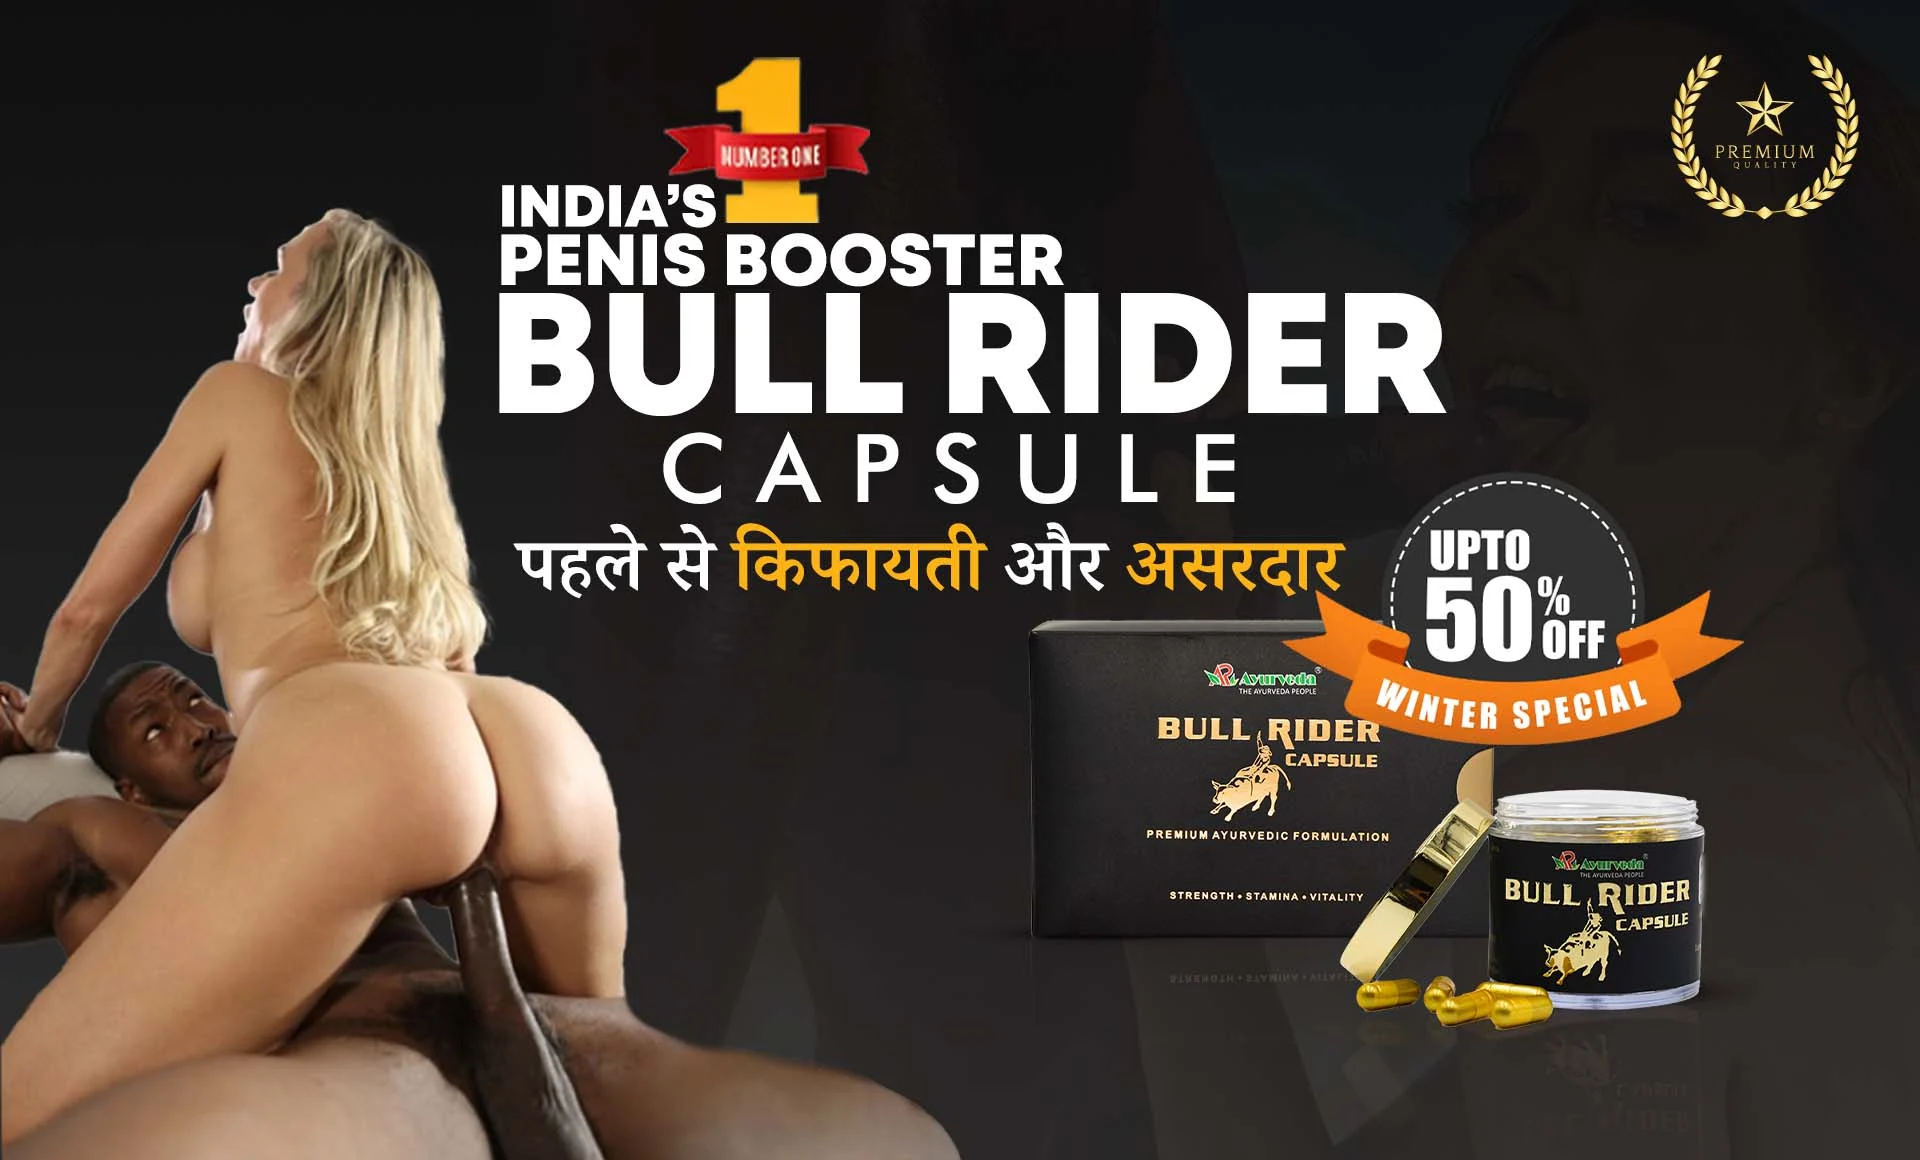 1
NUMBER ONE
INDIA'S
PENIS BOOSTER
BULL RIDER
CAPSULE
पहले से किफायती और असरदार
PREMIUM
QUALITY
UPTO
50% OFF
WINTER SPECIAL
Ayurveda
THE AYURVEDA PEOPLE
BULL RIDER
CAPSULE
PREMIUM AYURVEDIC FORMULATION
STRENGTH • STAMINA • VITALITY
Ayurveda
THE AYURVEDA PEOPLE
BULL RIDER
CAPSULE